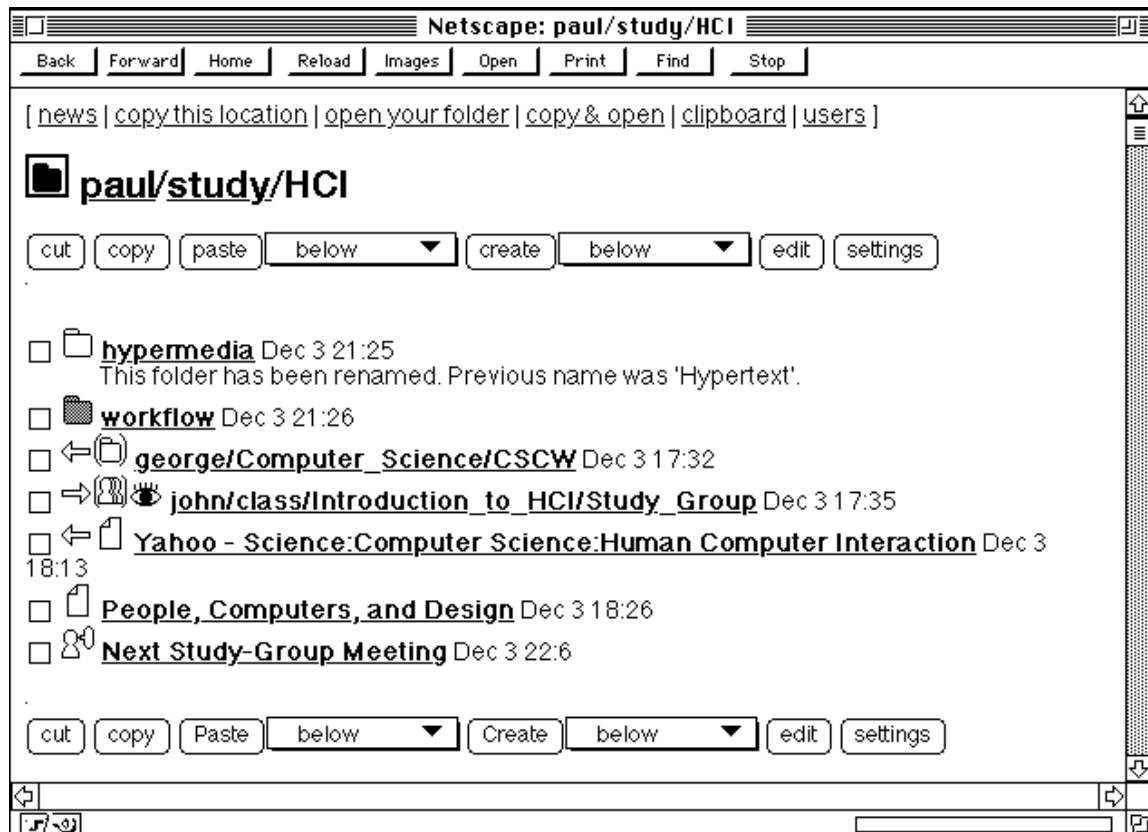 Netscape: paul/study/HCI
Back Forward Home Reload Images Open Print Find Stop
[ news | copy this location | open your folder | copy & open | clipboard | users ]
paul/study/HCI
cut copy paste below create below edit settings
hypermedia Dec 3 21:25
This folder has been renamed. Previous name was 'Hypertext'.
workflow Dec 3 21:26
george/Computer_Science/CSCW Dec 3 17:32
john/class/Introduction_to_HCI/Study_Group Dec 3 17:35
Yahoo - Science:Computer Science:Human Computer Interaction Dec 3
18:13
People, Computers, and Design Dec 3 18:26
Next Study-Group Meeting Dec 3 22:6
cut copy Paste below Create below edit settings